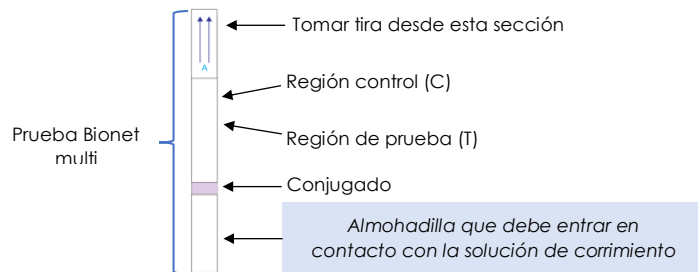 Tomar tira desde esta sección
A
Región control (C)
Prueba Bionet
multi
Región de prueba (T)
Conjugado
Almohadilla que debe entrar en
contacto con la solución de corrimiento